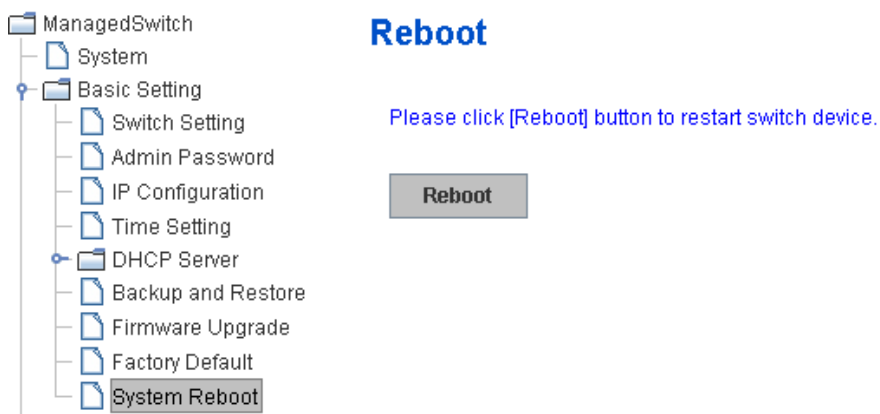 ManagedSwitch
System
Basic Setting
Switch Setting
Admin Password
IP Configuration
Time Setting
DHCP Server
Backup and Restore
Firmware Upgrade
Factory Default
System Reboot
Reboot
Please click [Reboot] button to restart switch device.
Reboot